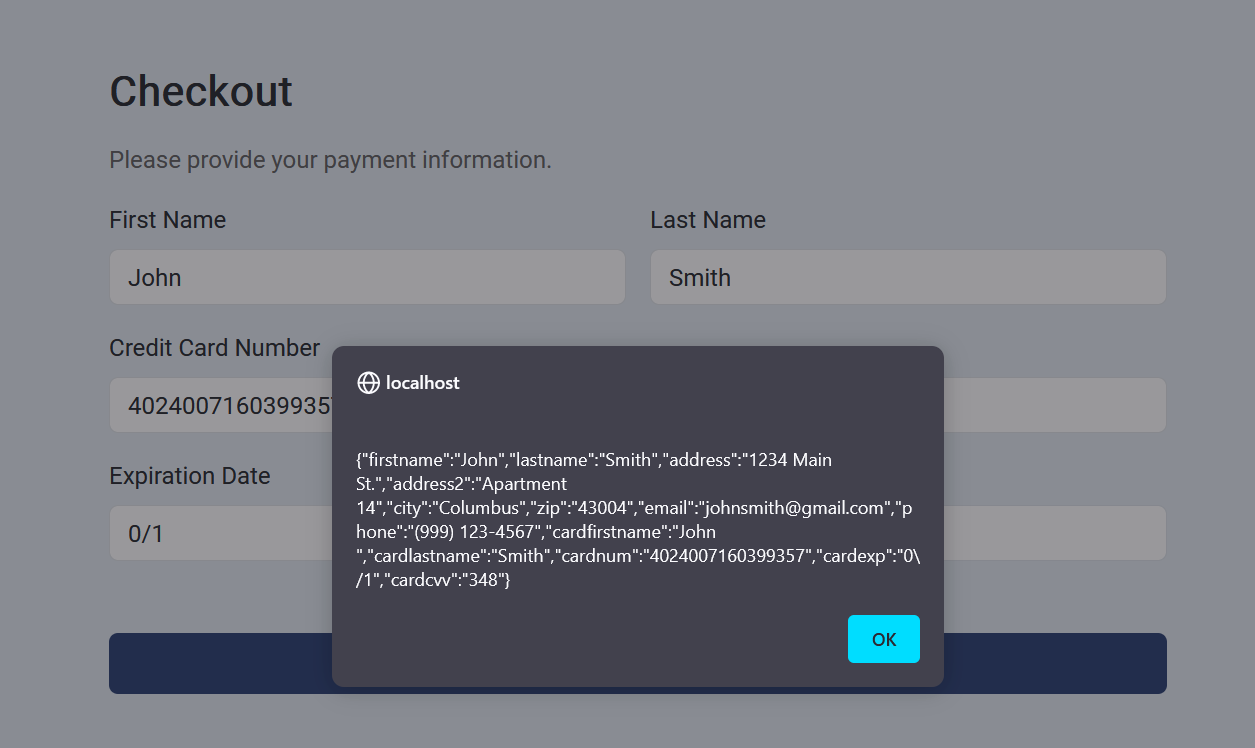 Checkout
Please provide your payment information.
First Name
Last Name
John
Smith
Credit Card Number
402400716039935
localhost
{"firstname":"John","lastname":"Smith","address":"1234 Main
St.","address2":"Apartment
14","city":"Columbus","zip":"43004","email":"johnsmith@gmail.com","p
hone":"(999) 123-4567","cardfirstname":"John
","cardlastname":"Smith","cardnum":"4024007160399357","cardexp":"0\
/1","cardcvv":"348"}
OK
Expiration Date
0/1